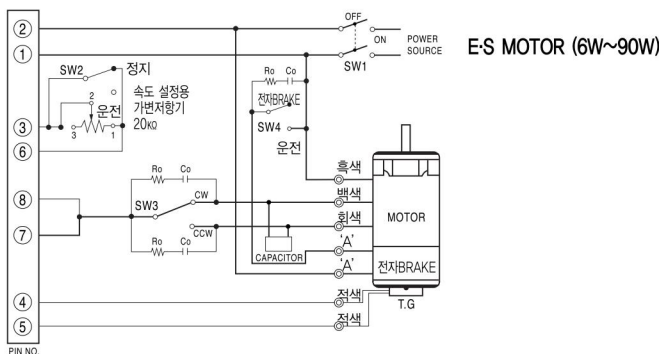 E·S MOTOR (6W~90W)
OFF
ON
POWER
SOURCE
SW1
②
①
③
⑥
⑧
⑦
④
⑤
PIN NO.
SW2
정지
속도 설정용
가변저항기
20KΩ
2
운전
3
1
Ro
Co
전자BRAKE
SW4
운전
Ro
Co
SW3
CW
CCW
Ro
Co
CAPACITOR
흑색
백색
회색
'A'
'A'
적색
적색
MOTOR
전자BRAKE
T.G